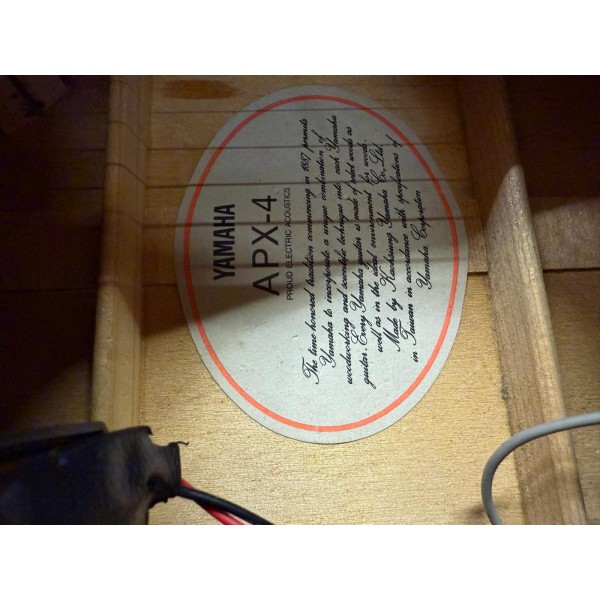 YAMAHA
APX-4
PROUD ELECTRIC ACOUSTICS
The time honored tradition commencing in 1887, permits
Yamaha to incorporate a unique combination of
woodworking and scientific technique into each Yamaha
guitar. Every Yamaha guitar is made of select woods as
well as in the ideal environment for woods.
Made by Kaohsiung Yamaha Co., Ltd.
in Taiwan in accordance with specifications of
Yamaha Corporation